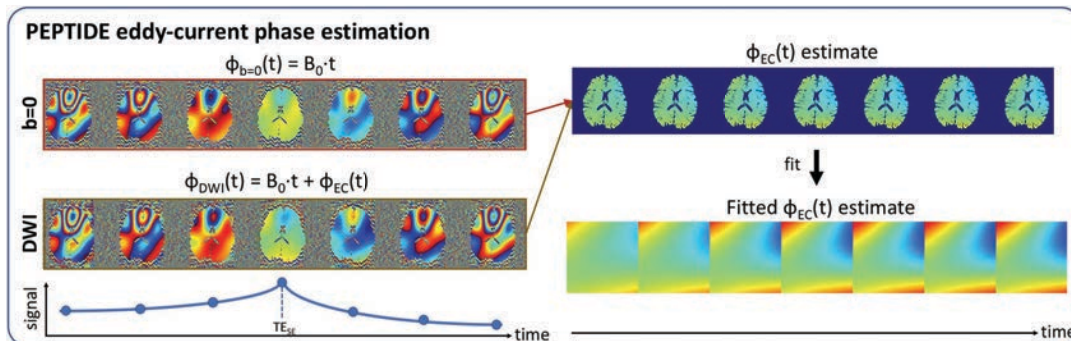 PEPTIDE eddy-current phase estimation
ϕb=0(t) = B0·t
b=0
ϕDWI(t) = B0·t + ϕEC(t)
DWI
signal
TESE
time
ϕEC(t) estimate
fit
Fitted ϕEC(t) estimate
time